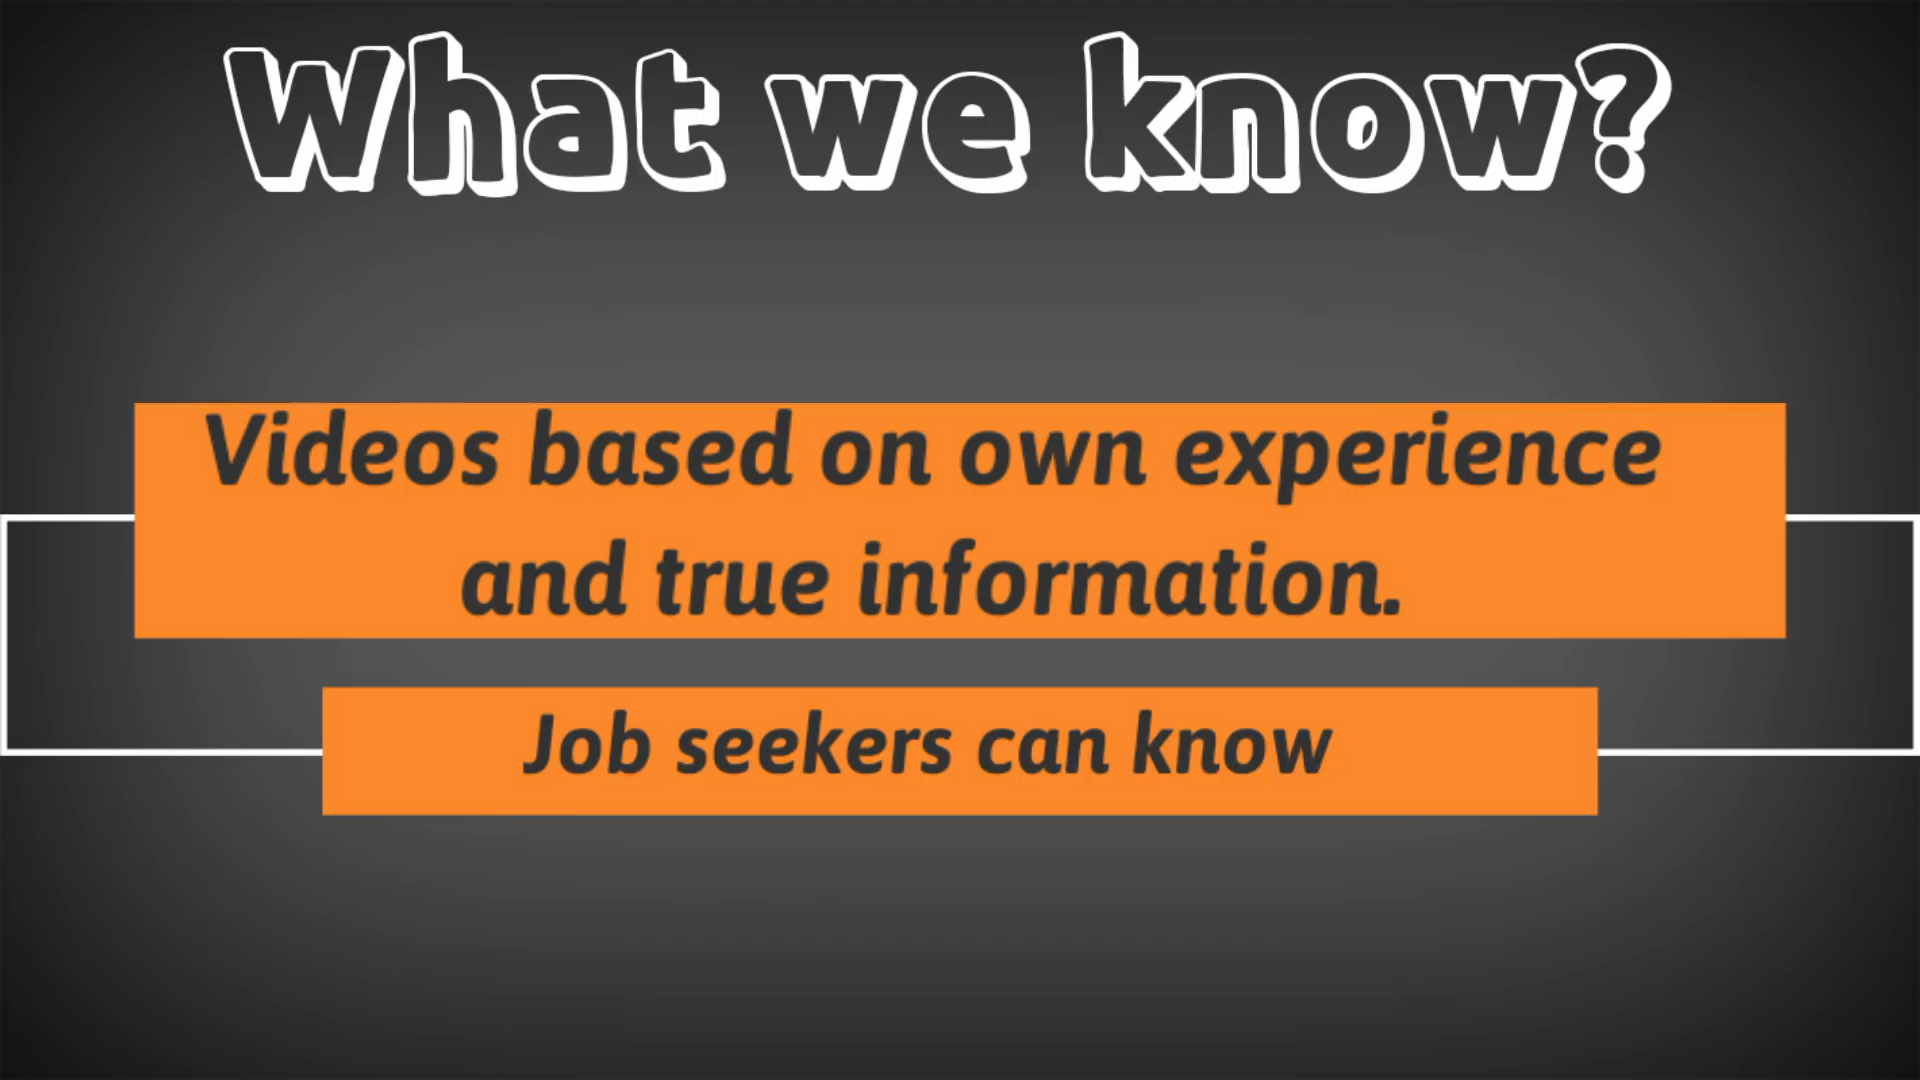 What we know?
Videos based on own experience
and true information.
Job seekers can know